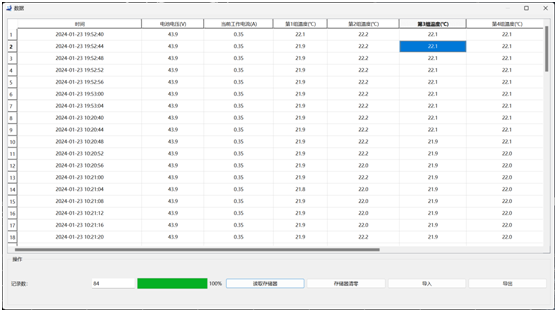 数据
时间 电池电压(V) 当前工作电流(A) 第1组温度(℃) 第2组温度(℃) 第3组温度(℃) 第4组温度(℃)
1 2024-01-23 19:52:40 43.9 0.35 22.1 22.2 22.1 22.1
2 2024-01-23 19:52:44 43.9 0.35 21.9 22.2 22.1 22.1
3 2024-01-23 19:52:48 43.9 0.35 21.9 22.2 22.1 22.1
4 2024-01-23 19:52:52 43.9 0.35 21.9 22.2 22.1 22.1
5 2024-01-23 19:52:56 43.9 0.35 21.9 22.2 22.1 22.1
6 2024-01-23 19:53:00 43.9 0.35 21.9 22.2 22.1 22.1
7 2024-01-23 19:53:04 43.9 0.35 21.9 22.2 22.1 22.1
8 2024-01-23 10:20:40 43.9 0.35 21.9 22.2 22.1 22.1
9 2024-01-23 10:20:44 43.9 0.35 21.9 22.2 22.1 22.1
10 2024-01-23 10:20:48 43.9 0.35 21.9 22.2 21.9 22.1
11 2024-01-23 10:20:52 43.9 0.35 21.9 22.2 21.9 22.0
12 2024-01-23 10:20:56 43.9 0.35 21.9 22.0 21.9 22.0
13 2024-01-23 10:21:00 43.9 0.35 21.9 22.2 21.9 22.0
14 2024-01-23 10:21:04 43.9 0.35 21.8 22.0 21.9 22.0
15 2024-01-23 10:21:08 43.9 0.35 21.9 22.0 21.9 22.0
16 2024-01-23 10:21:12 43.9 0.35 21.9 22.0 21.9 22.0
17 2024-01-23 10:21:16 43.9 0.35 21.9 22.0 21.9 22.0
18 2024-01-23 10:21:20 43.9 0.35 21.9 22.2 21.9 22.0
操作
记录数: 84 100% 读取存储器 存储器清零 导入 导出